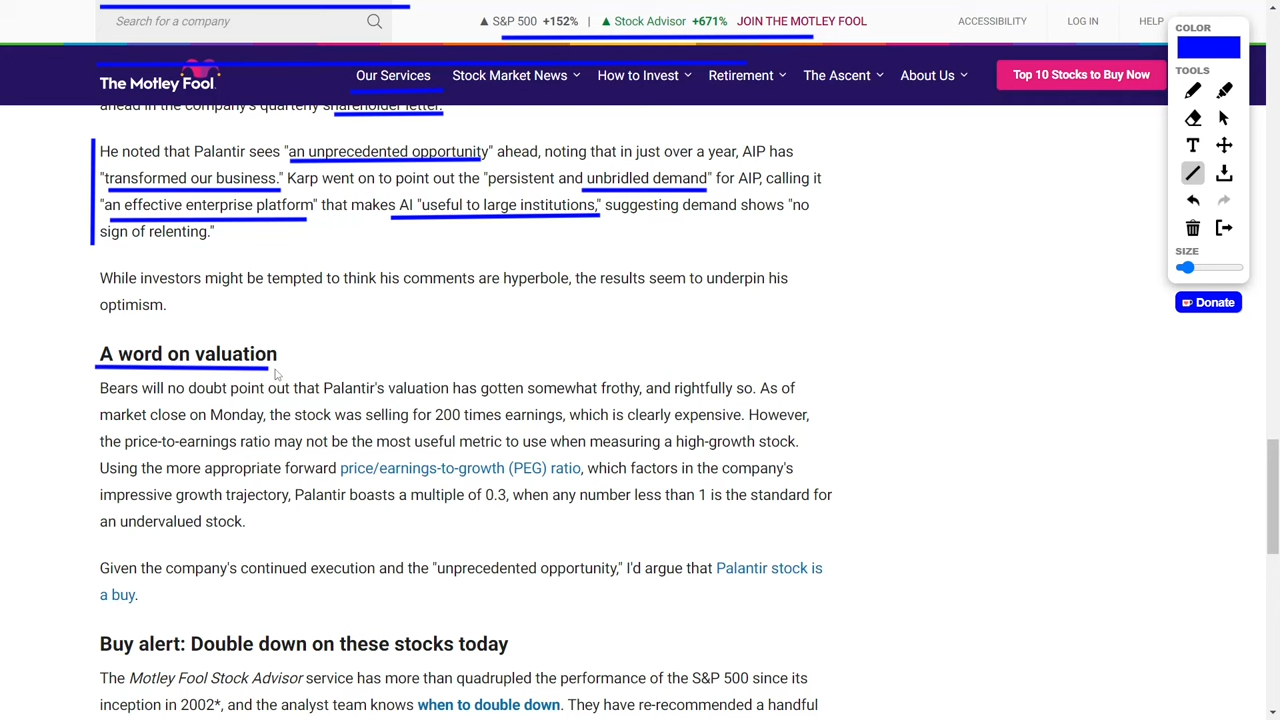 Search for a company
▲ S&P 500 +152% | ▲ Stock Advisor +671% JOIN THE MOTLEY FOOL
ACCESSIBILITY LOG IN HELP
The Motley Fool
Our Services Stock Market News How to Invest Retirement The Ascent About Us Top 10 Stocks to Buy Now
ahead in the company's quarterly shareholder letter.
He noted that Palantir sees "an unprecedented opportunity" ahead, noting that in just over a year, AIP has
"transformed our business." Karp went on to point out the "persistent and unbridled demand" for AIP, calling it
"an effective enterprise platform" that makes AI "useful to large institutions," suggesting demand shows "no
sign of relenting."
While investors might be tempted to think his comments are hyperbole, the results seem to underpin his
optimism.
A word on valuation
Bears will no doubt point out that Palantir's valuation has gotten somewhat frothy, and rightfully so. As of
market close on Monday, the stock was selling for 200 times earnings, which is clearly expensive. However,
the price-to-earnings ratio may not be the most useful metric to use when measuring a high-growth stock.
Using the more appropriate forward price/earnings-to-growth (PEG) ratio, which factors in the company's
impressive growth trajectory, Palantir boasts a multiple of 0.3, when any number less than 1 is the standard for
an undervalued stock.
Given the company's continued execution and the "unprecedented opportunity," I'd argue that Palantir stock is
a buy.
Buy alert: Double down on these stocks today
The Motley Fool Stock Advisor service has more than quadrupled the performance of the S&P 500 since its
inception in 2002*, and the analyst team knows when to double down. They have re-recommended a handful
COLOR
TOOLS
T
SIZE
Donate